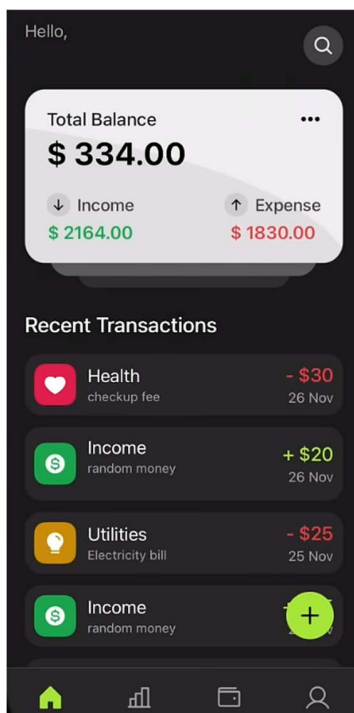 Hello,
Total Balance
$ 334.00
Income
Expense
$ 2164.00
$ 1830.00
Recent Transactions
Health
- $30
checkup fee
26 Nov
Income
+ $20
random money
26 Nov
Utilities
- $25
Electricity bill
25 Nov
Income
random money